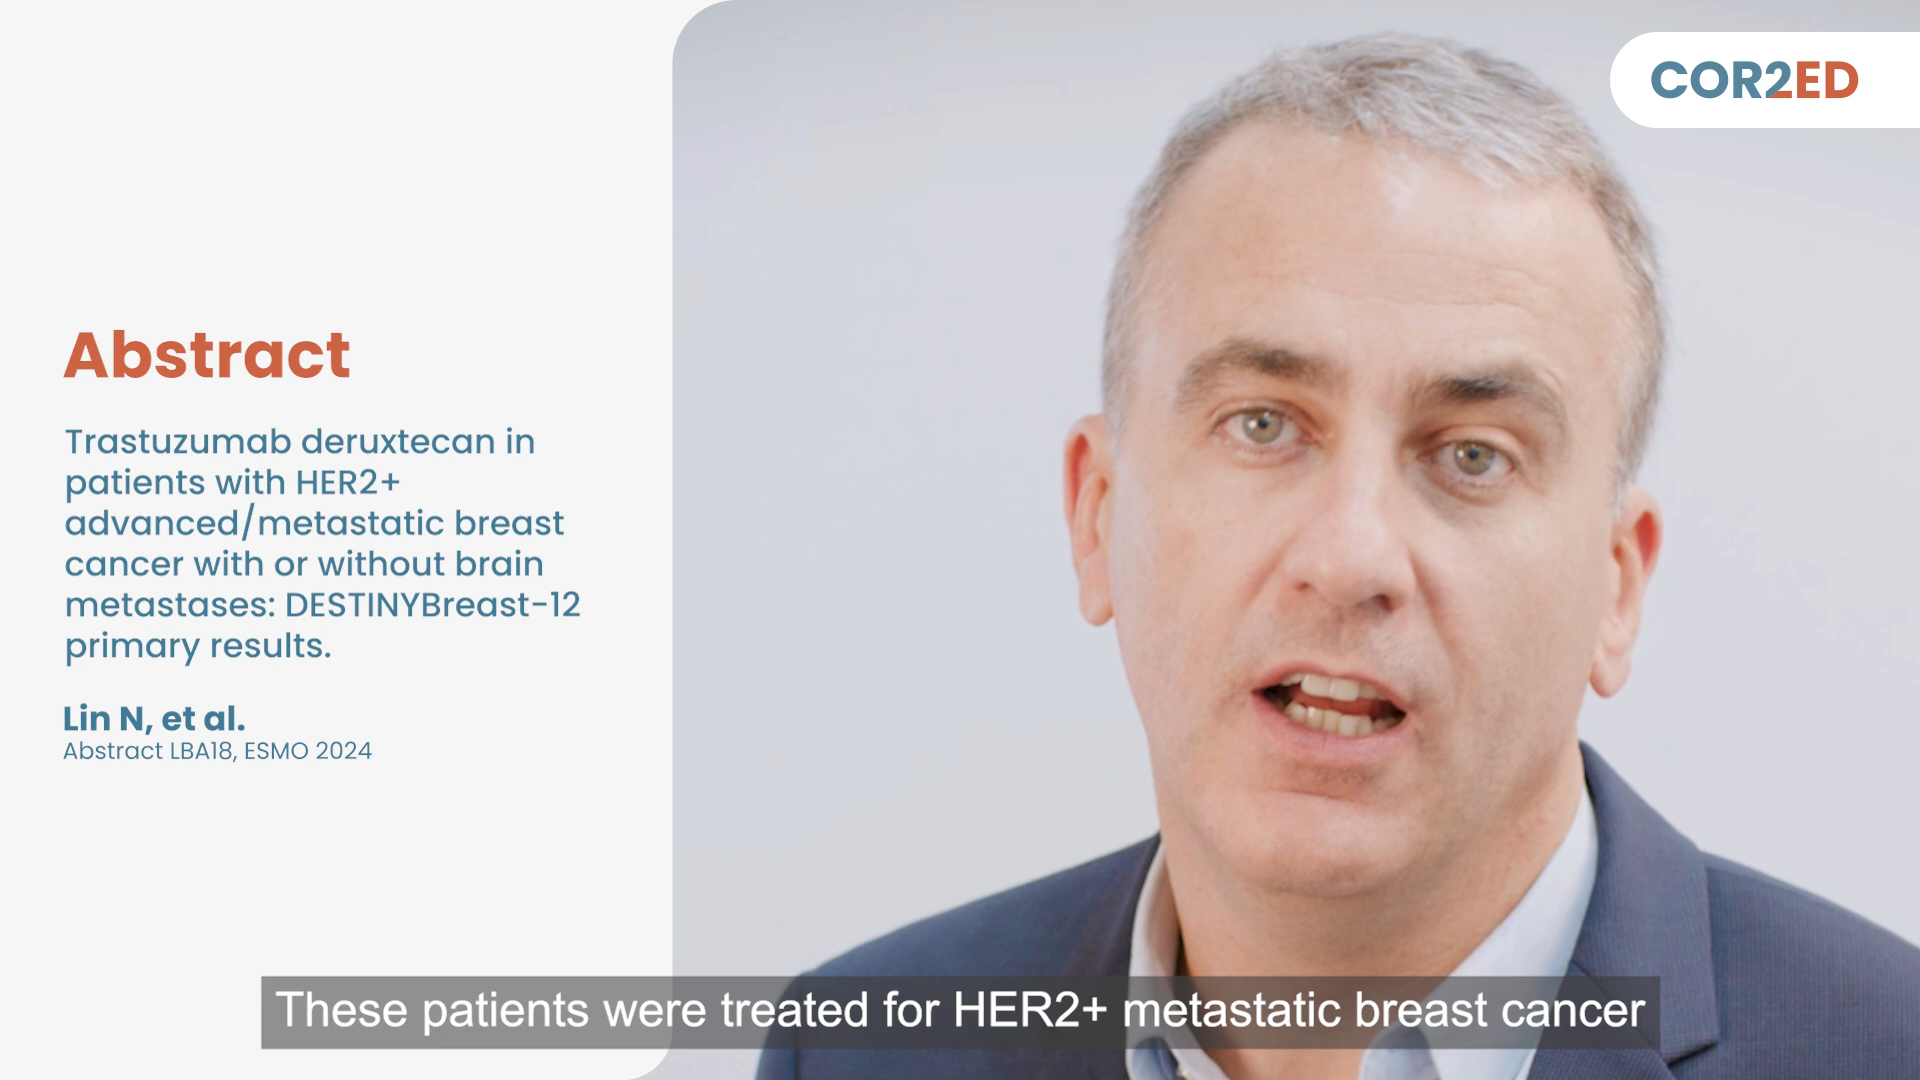 COR2ED
Abstract
Trastuzumab deruxtecan in
patients with HER2+
advanced/metastatic breast
cancer with or without brain
metastases: DESTINYBreast-12
primary results.
Lin N, et al.
Abstract LBA18, ESMO 2024
These patients were treated for HER2+ metastatic breast cancer